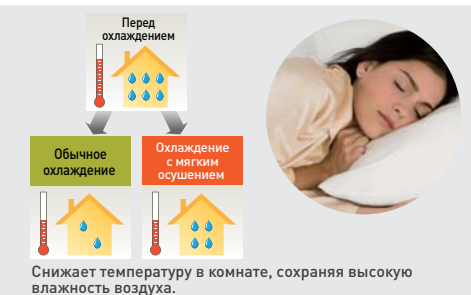 Перед
охлаждением
Обычное
охлаждение
Охлаждение
с мягким
осушением
Снижает температуру в комнате, сохраняя высокую
влажность воздуха.